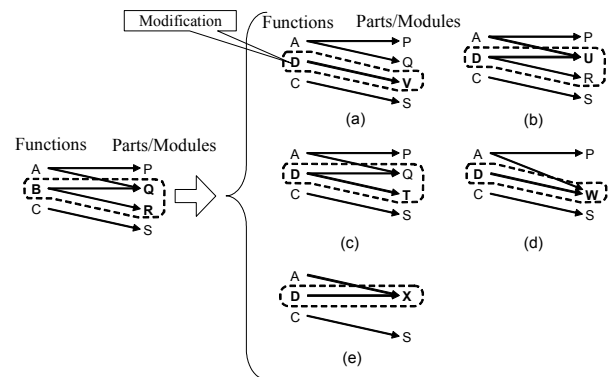 Modification
Functions Parts/Modules
A P
D Q
C V
S
(a)
A P
D U
C R
S
(b)
Functions Parts/Modules
A P
B Q
C R
S
A P
D Q
C T
S
(c)
A P
D W
C S
(d)
A
D X
C S
(e)